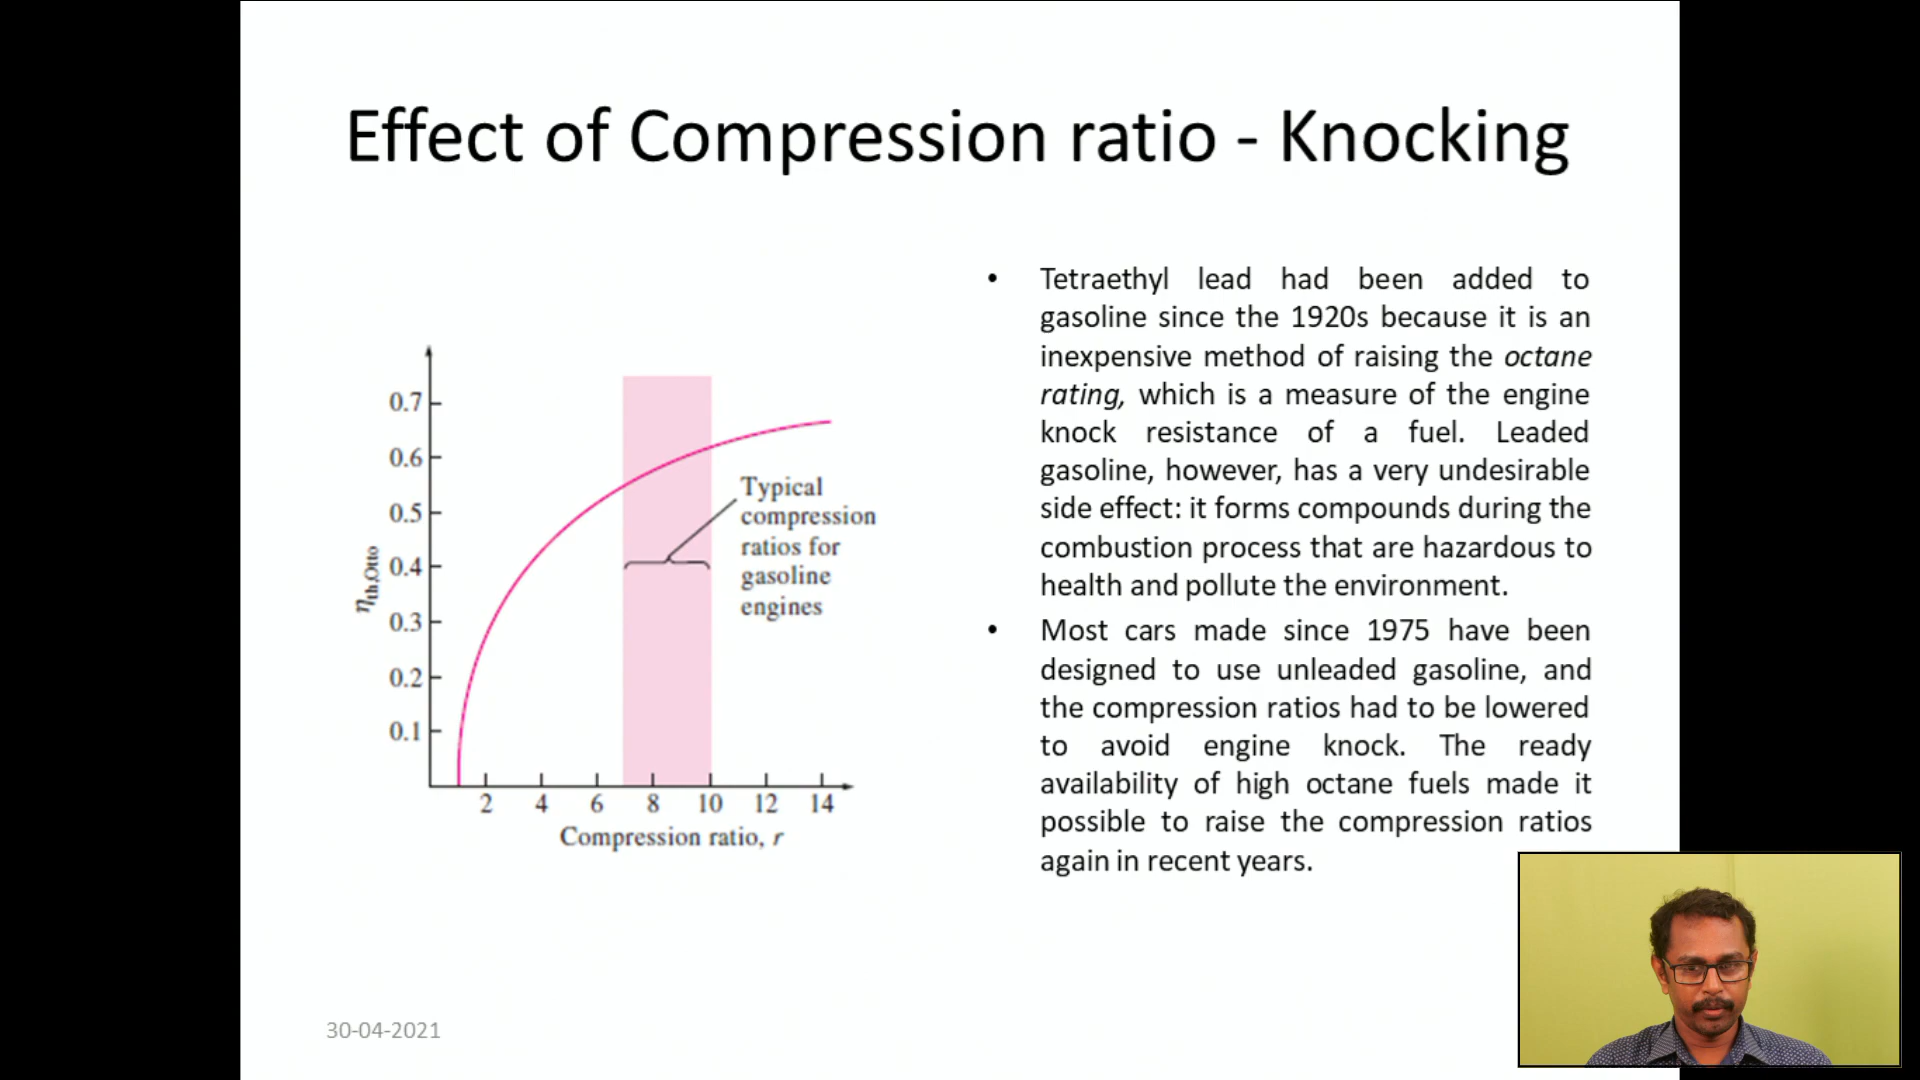 Effect of Compression ratio - Knocking
0.7
0.6
0.5
0.4
0.3
0.2
0.1
ηth,Otto
2 4 6 8 10 12 14
Compression ratio, r
Typical
compression
ratios for
gasoline
engines
• Tetraethyl lead had been added to
gasoline since the 1920s because it is an
inexpensive method of raising the octane
rating, which is a measure of the engine
knock resistance of a fuel. Leaded
gasoline, however, has a very undesirable
side effect: it forms compounds during the
combustion process that are hazardous to
health and pollute the environment.
• Most cars made since 1975 have been
designed to use unleaded gasoline, and
the compression ratios had to be lowered
to avoid engine knock. The ready
availability of high octane fuels made it
possible to raise the compression ratios
again in recent years.
30-04-2021